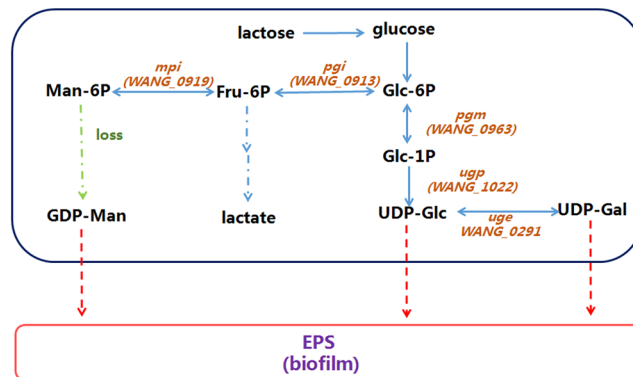 lactose
glucose
mpi
(WANG_0919)
pgi
(WANG_0913)
Man-6P
Fru-6P
Glc-6P
loss
pgm
(WANG_0963)
Glc-1P
ugp
(WANG_1022)
GDP-Man
lactate
UDP-Glc
uge
WANG_0291
UDP-Gal
EPS
(biofilm)